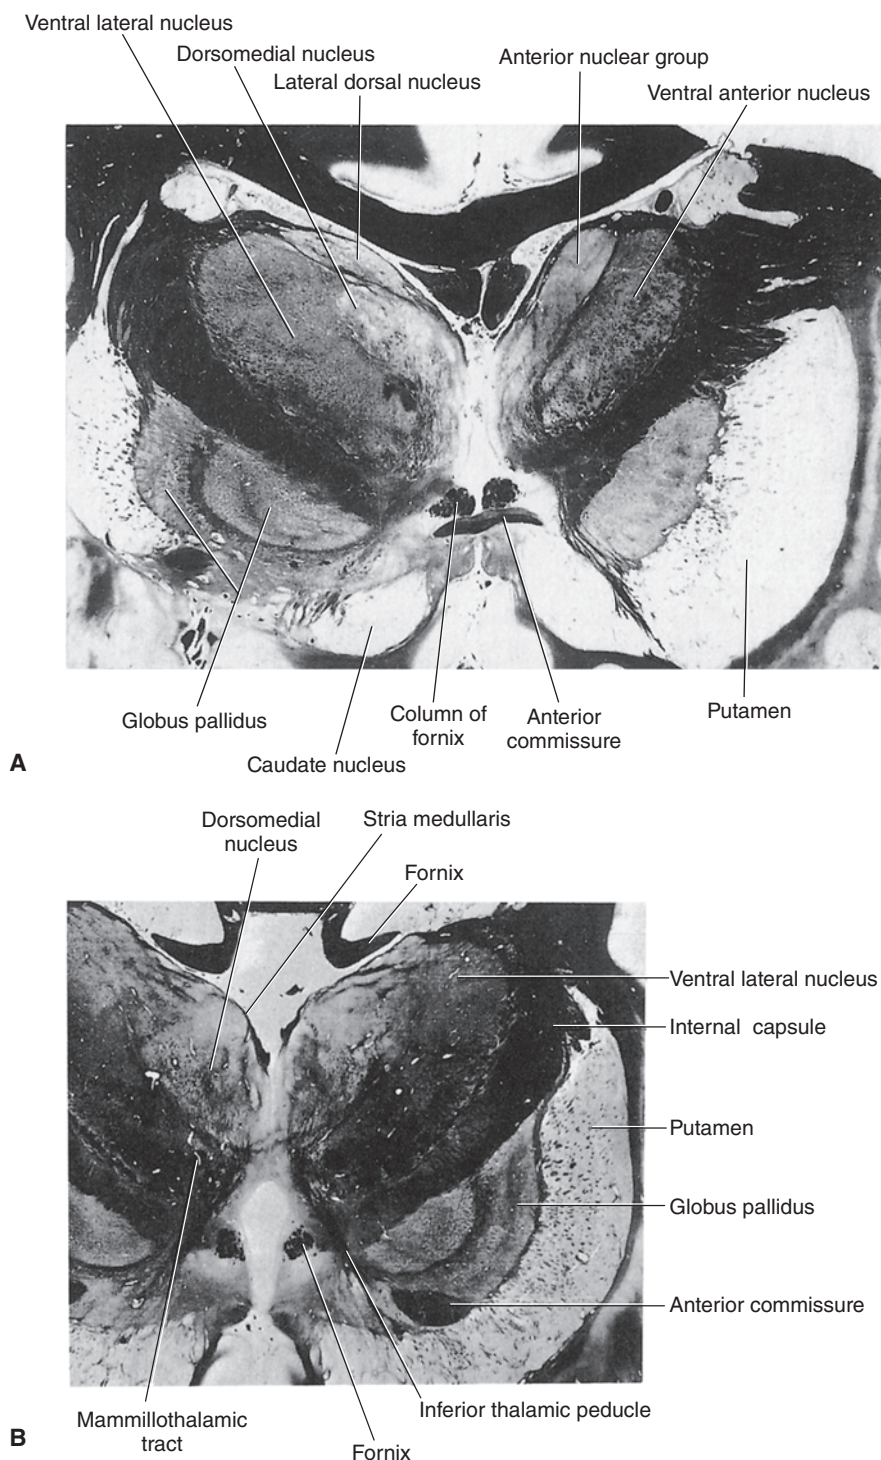 Ventral lateral nucleus
Dorsomedial nucleus
Lateral dorsal nucleus
Anterior nuclear group
Ventral anterior nucleus
Globus pallidus
Caudate nucleus
Column of
fornix
Anterior
commissure
Putamen
A
Dorsomedial
nucleus
Stria medullaris
Fornix
Ventral lateral nucleus
Internal capsule
Putamen
Globus pallidus
Anterior commissure
Inferior thalamic peducle
Fornix
Mammillothalamic
tract
B